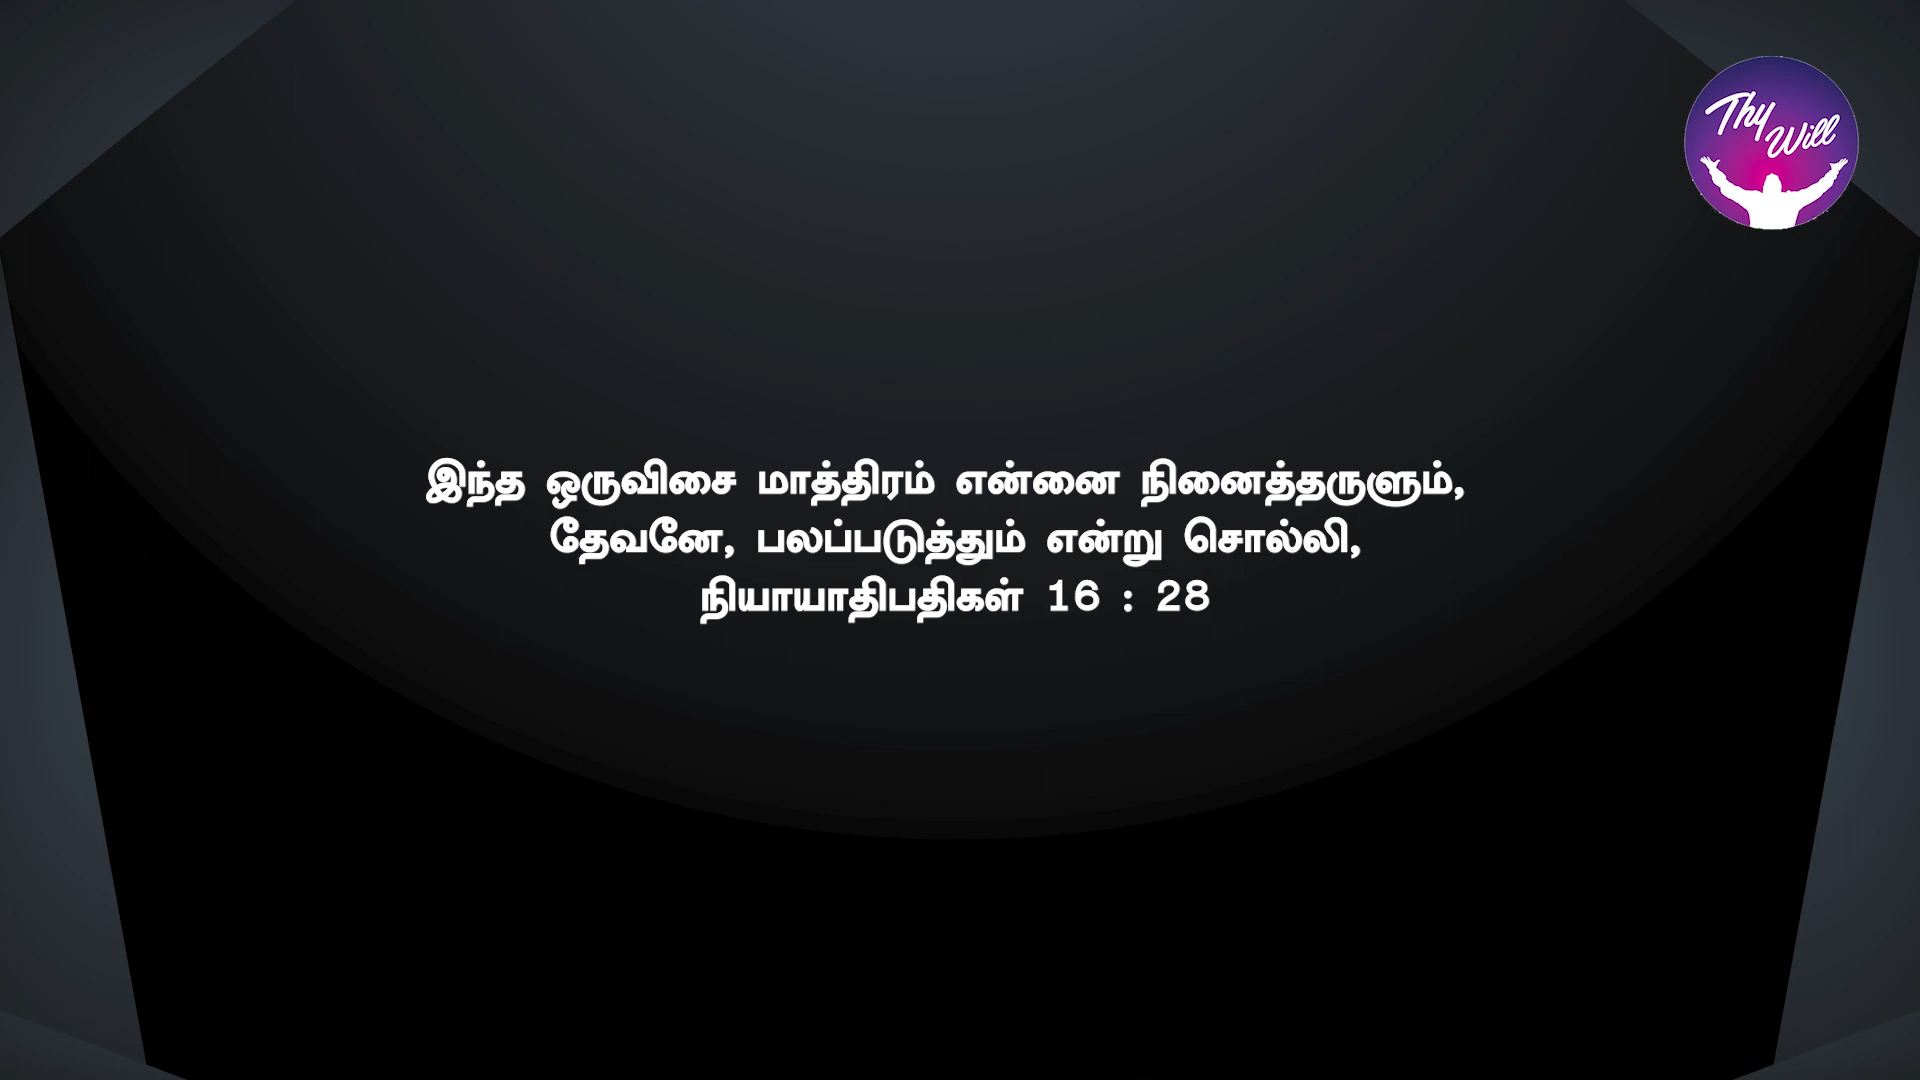 Thy
Will
இந்த ஒருவிசை மாத்திரம் என்னை நினைத்தருளும்,
தேவனே, பலப்படுத்தும் என்று சொல்லி,
நியாயாதிபதிகள் 16 : 28